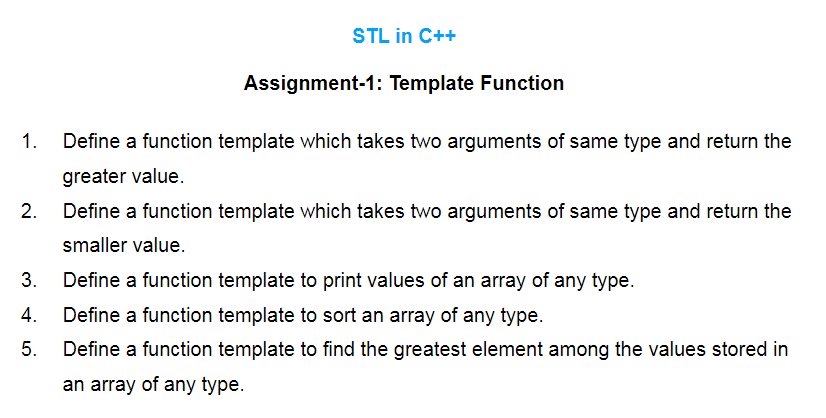 STL in C++
Assignment-1: Template Function
1. Define a function template which takes two arguments of same type and return the
greater value.
2. Define a function template which takes two arguments of same type and return the
smaller value.
3. Define a function template to print values of an array of any type.
4. Define a function template to sort an array of any type.
5. Define a function template to find the greatest element among the values stored in
an array of any type.